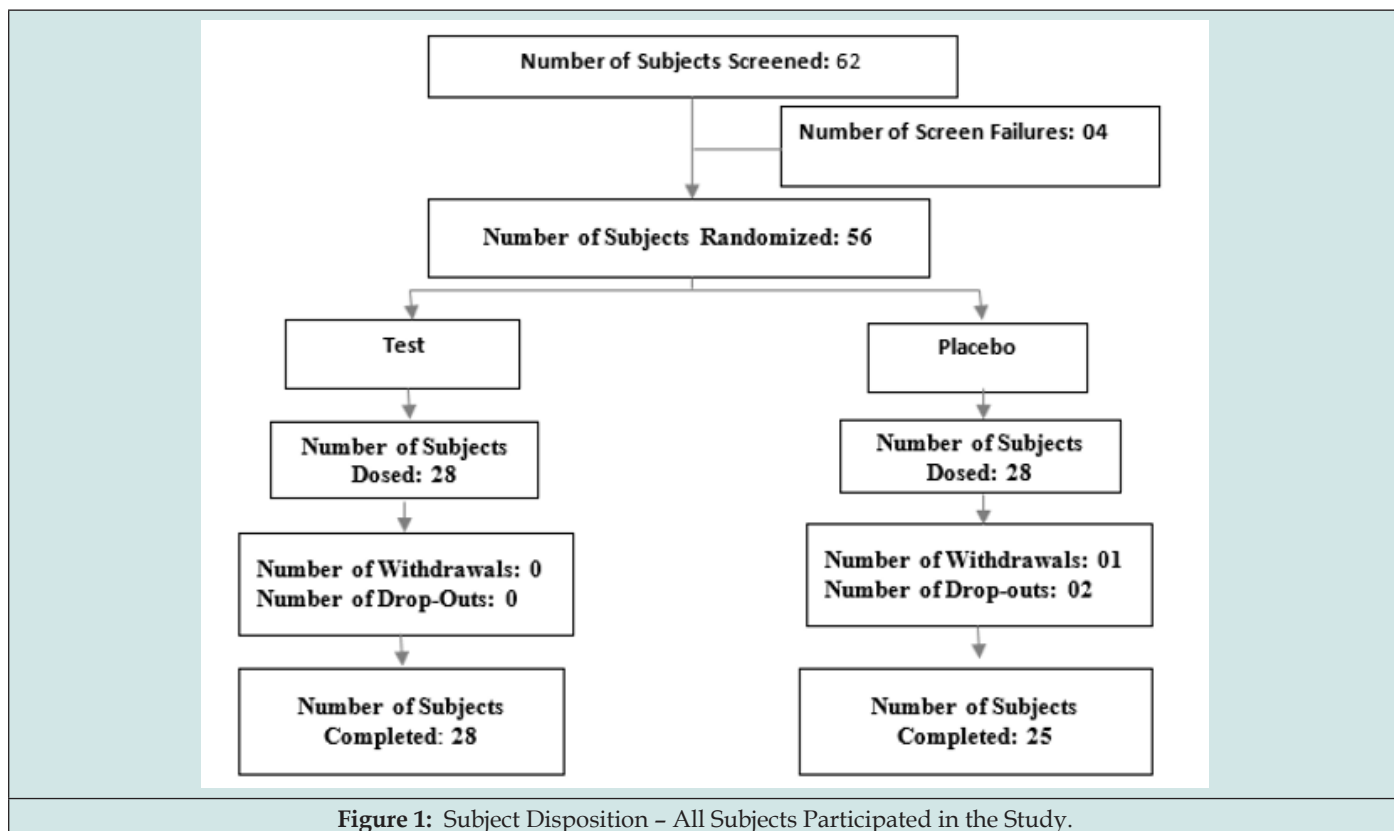 Number of Subjects Screened: 62
Number of Screen Failures: 04
Number of Subjects Randomized: 56
Test
Placebo
Number of Subjects
Dosed: 28
Number of Subjects
Dosed: 28
Number of Withdrawals: 0
Number of Drop-Outs: 0
Number of Withdrawals: 01
Number of Drop-outs: 02
Number of Subjects
Completed: 28
Number of Subjects
Completed: 25
Figure 1: Subject Disposition – All Subjects Participated in the Study.